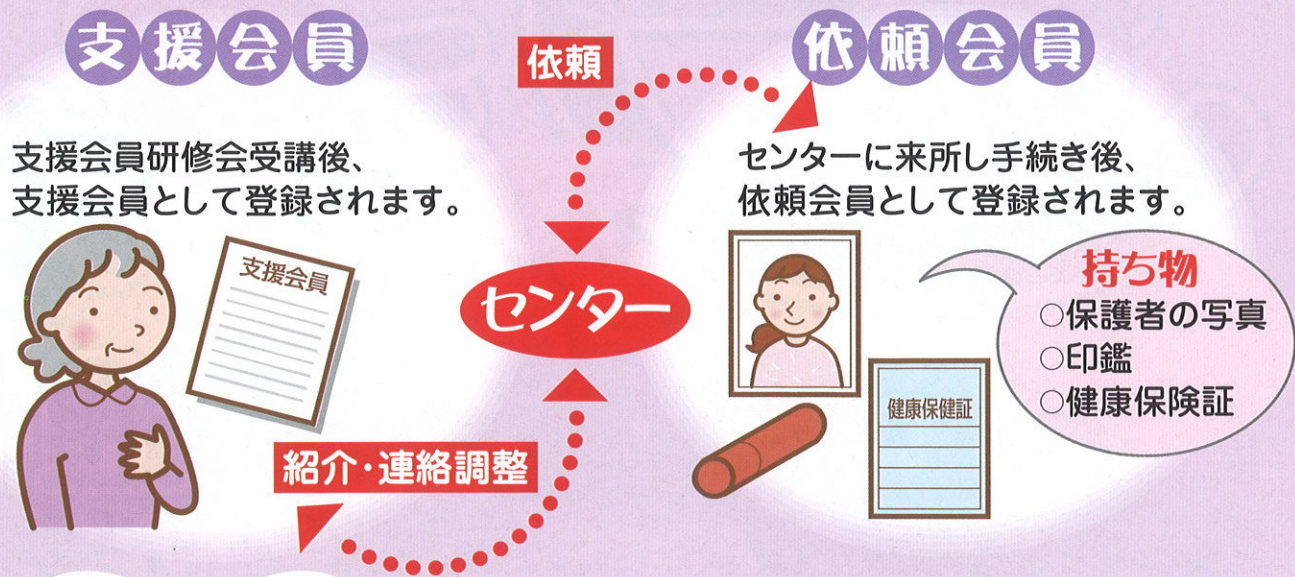 支援会員
支援会員研修会受講後、
支援会員として登録されます。
支援会員
依頼
センター
紹介・連絡調整
依頼会員
センターに来所し手続き後、
依頼会員として登録されます。
持ち物
○保護者の写真
○印鑑
○健康保険証
健康保健証